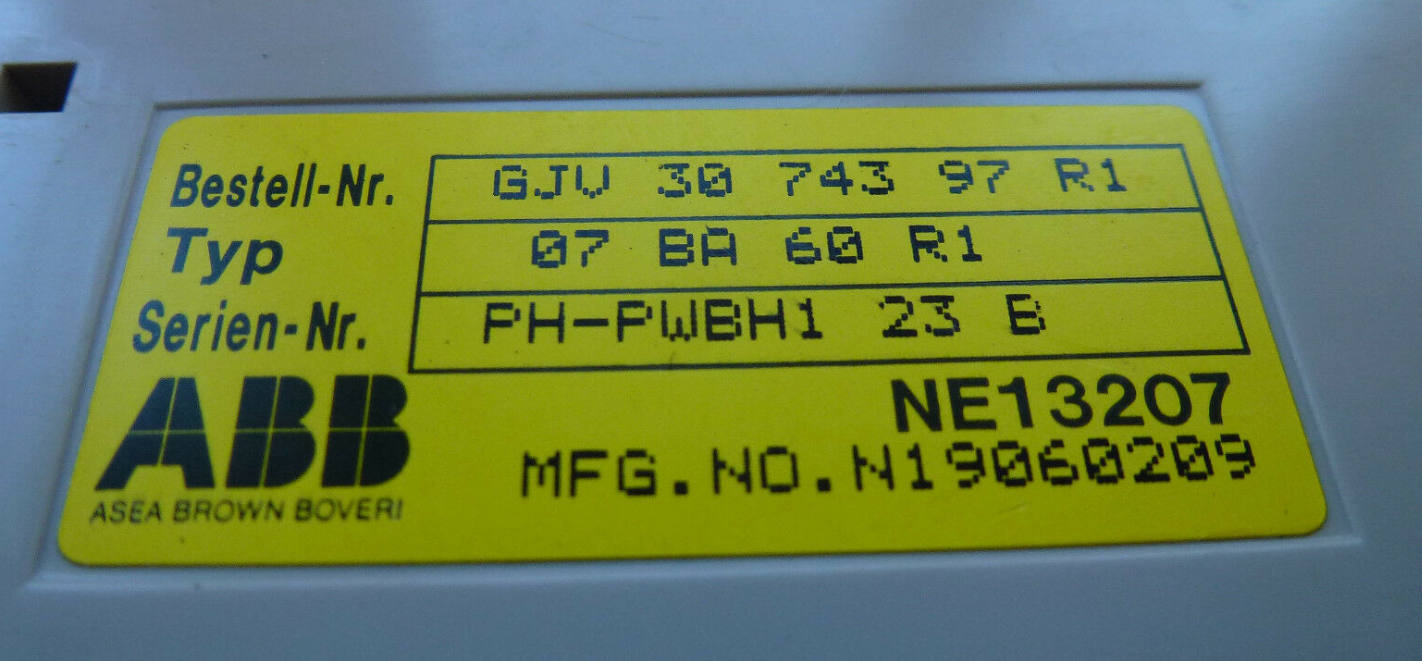 Bestell-Nr. GJV 30 743 97 R1
Typ 07 BA 60 R1
Serien-Nr. PH-PWBH1 23 B
ABB NE13207
ASEA BROWN BOVERI MFG.NO.N19060209